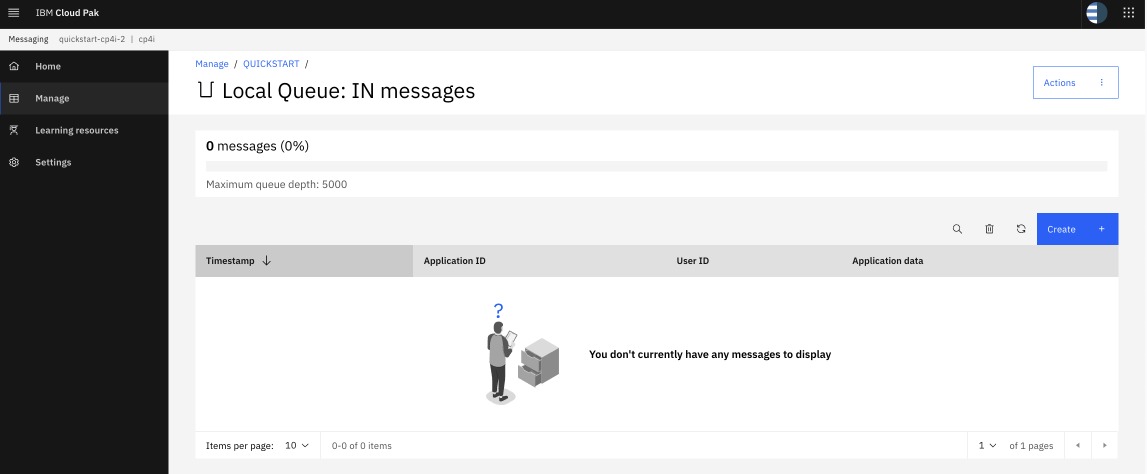 IBM Cloud Pak
Messaging quickstart-cp4i-2 | cp4i
Home
Manage
Learning resources
Settings
Manage / QUICKSTART /
Local Queue: IN messages
Actions
0 messages (0%)
Maximum queue depth: 5000
Create +
Timestamp Application ID User ID Application data
?
You don't currently have any messages to display
Items per page: 10 0-0 of 0 items 1 of 1 pages